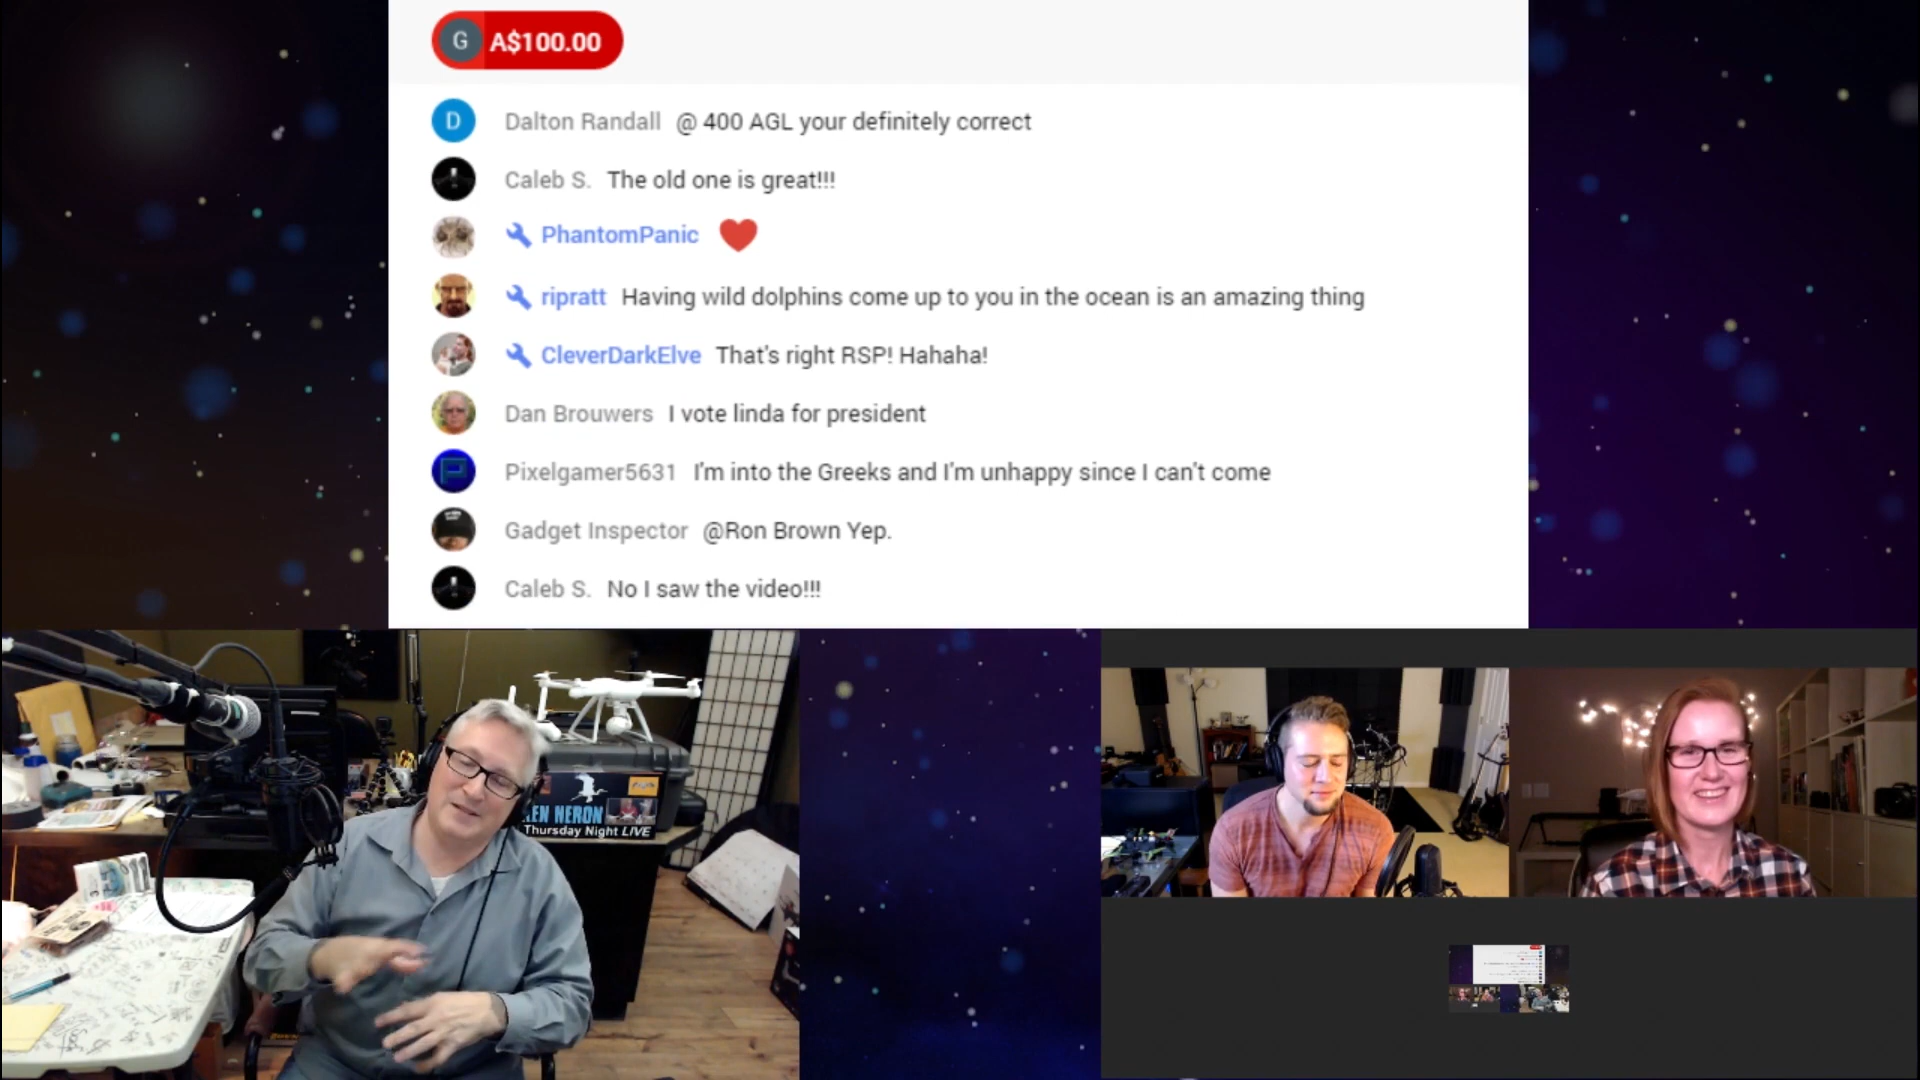 G A$100.00
D Dalton Randall @ 400 AGL your definitely correct
Caleb S. The old one is great!!!
PhantomPanic
ripratt Having wild dolphins come up to you in the ocean is an amazing thing
CleverDarkElve That's right RSP! Hahaha!
Dan Brouwers I vote linda for president
P Pixelgamer5631 I'm into the Greeks and I'm unhappy since I can't come
Gadget Inspector @Ron Brown Yep.
Caleb S. No I saw the video!!!
KEN NERON
Thursday Night LIVE